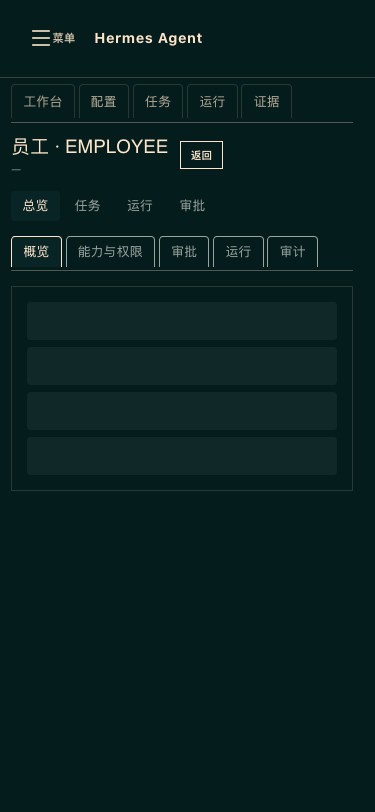 菜单 Hermes Agent
工作台 配置 任务 运行 证据
员工 · EMPLOYEE 返回
—
总览 任务 运行 审批
概览 能力与权限 审批 运行 审计